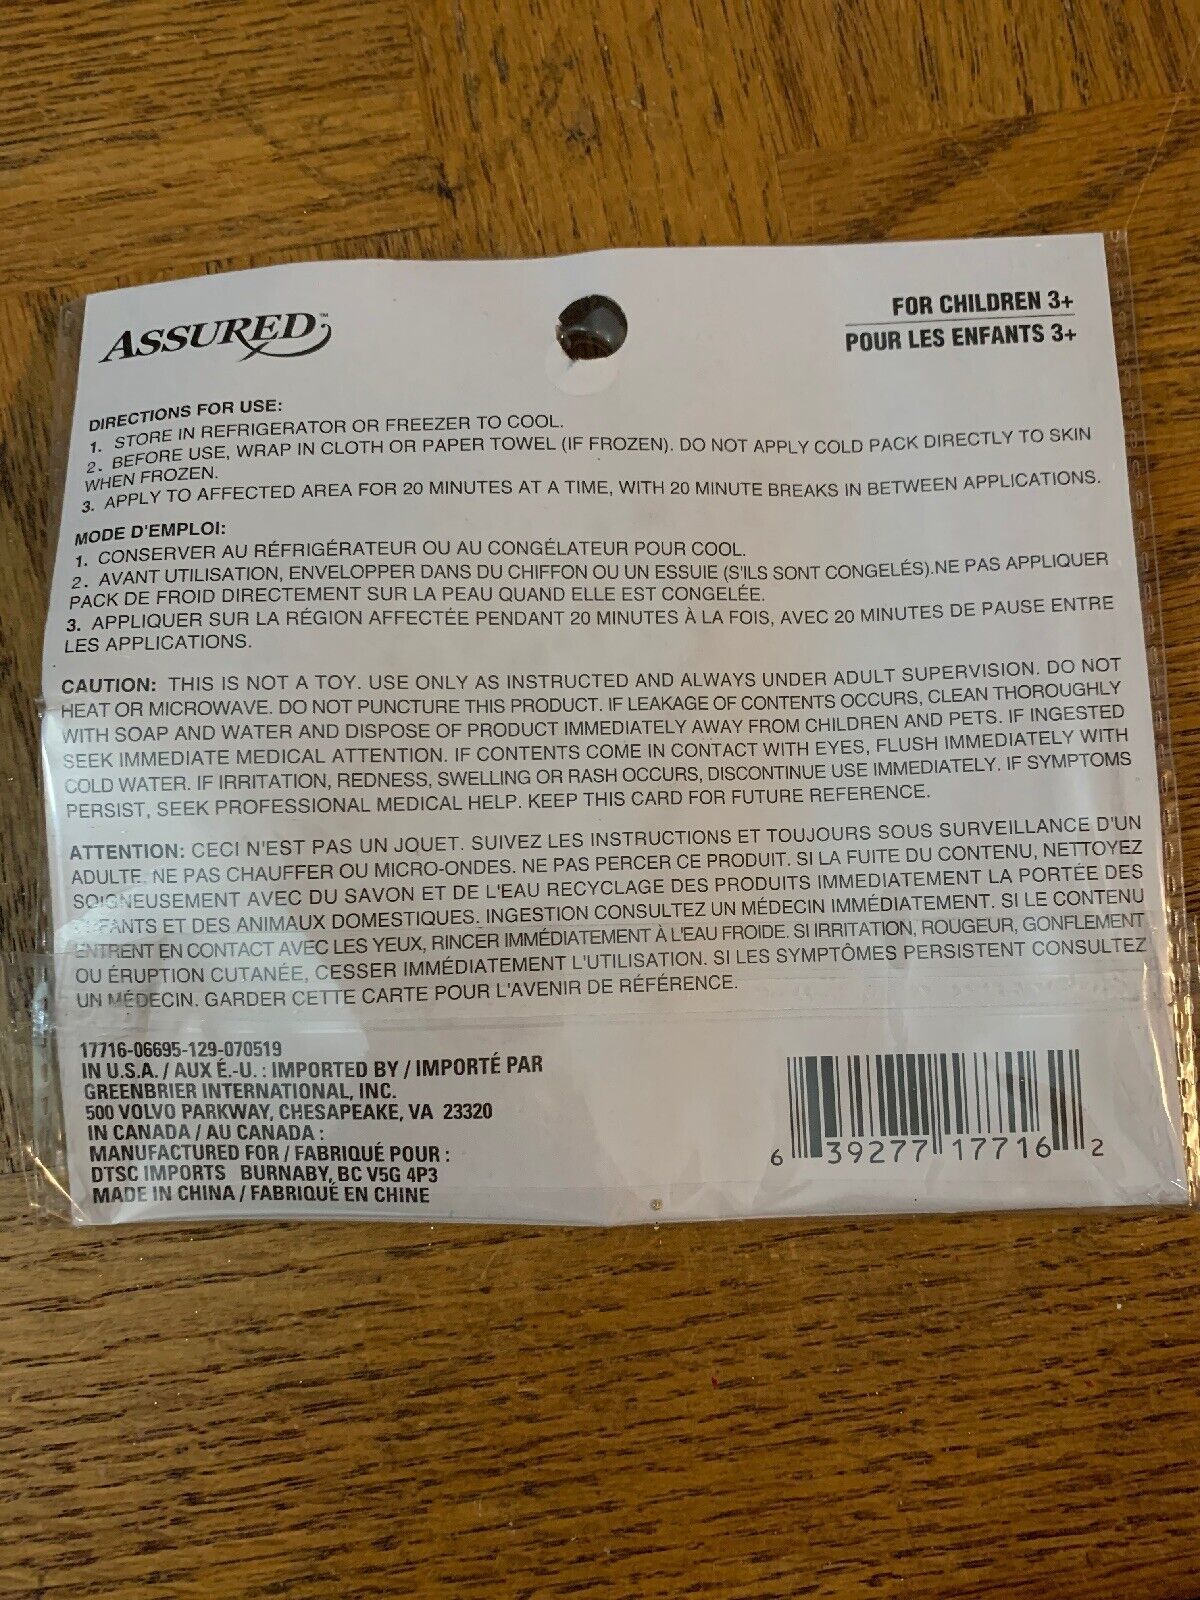 ASSURED™
FOR CHILDREN 3+
POUR LES ENFANTS 3+
DIRECTIONS FOR USE:
1. STORE IN REFRIGERATOR OR FREEZER TO COOL.
2. BEFORE USE, WRAP IN CLOTH OR PAPER TOWEL (IF FROZEN). DO NOT APPLY COLD PACK DIRECTLY TO SKIN
WHEN FROZEN.
3. APPLY TO AFFECTED AREA FOR 20 MINUTES AT A TIME, WITH 20 MINUTE BREAKS IN BETWEEN APPLICATIONS.
MODE D'EMPLOI:
1. CONSERVER AU RÉFRIGÉRATEUR OU AU CONGÉLATEUR POUR COOL.
2. AVANT UTILISATION, ENVELOPPER DANS DU CHIFFON OU UN ESSUIE (S'ILS SONT CONGELÉS).NE PAS APPLIQUER
PACK DE FROID DIRECTEMENT SUR LA PEAU QUAND ELLE EST CONGELÉE.
3. APPLIQUER SUR LA RÉGION AFFECTÉE PENDANT 20 MINUTES À LA FOIS, AVEC 20 MINUTES DE PAUSE ENTRE
LES APPLICATIONS.
CAUTION: THIS IS NOT A TOY. USE ONLY AS INSTRUCTED AND ALWAYS UNDER ADULT SUPERVISION. DO NOT
HEAT OR MICROWAVE. DO NOT PUNCTURE THIS PRODUCT. IF LEAKAGE OF CONTENTS OCCURS, CLEAN THOROUGHLY
WITH SOAP AND WATER AND DISPOSE OF PRODUCT IMMEDIATELY AWAY FROM CHILDREN AND PETS. IF INGESTED
SEEK IMMEDIATE MEDICAL ATTENTION. IF CONTENTS COME IN CONTACT WITH EYES, FLUSH IMMEDIATELY WITH
COLD WATER. IF IRRITATION, REDNESS, SWELLING OR RASH OCCURS, DISCONTINUE USE IMMEDIATELY. IF SYMPTOMS
PERSIST, SEEK PROFESSIONAL MEDICAL HELP. KEEP THIS CARD FOR FUTURE REFERENCE.
ATTENTION: CECI N'EST PAS UN JOUET. SUIVEZ LES INSTRUCTIONS ET TOUJOURS SOUS SURVEILLANCE D'UN
ADULTE. NE PAS CHAUFFER OU MICRO-ONDES. NE PAS PERCER CE PRODUIT. SI LA FUITE DU CONTENU, NETTOYEZ
SOIGNEUSEMENT AVEC DU SAVON ET DE L'EAU RECYCLAGE DES PRODUITS IMMEDIATEMENT LA PORTÉE DES
ENFANTS ET DES ANIMAUX DOMESTIQUES. INGESTION CONSULTEZ UN MÉDECIN IMMÉDIATEMENT. SI LE CONTENU
ENTRENT EN CONTACT AVEC LES YEUX, RINCER IMMÉDIATEMENT À L'EAU FROIDE. SI IRRITATION, ROUGEUR, GONFLEMENT
OU ÉRUPTION CUTANÉE, CESSER IMMÉDIATEMENT L'UTILISATION. SI LES SYMPTÔMES PERSISTENT CONSULTEZ
UN MÉDECIN. GARDER CETTE CARTE POUR L'AVENIR DE RÉFÉRENCE.
17716-06695-129-070519
IN U.S.A. / AUX É.-U. : IMPORTED BY / IMPORTÉ PAR
GREENBRIER INTERNATIONAL, INC.
500 VOLVO PARKWAY, CHESAPEAKE, VA 23320
IN CANADA / AU CANADA :
MANUFACTURED FOR / FABRIQUÉ POUR :
DTSC IMPORTS BURNABY, BC V5G 4P3
MADE IN CHINA / FABRIQUÉ EN CHINE
6 39277 17716 2